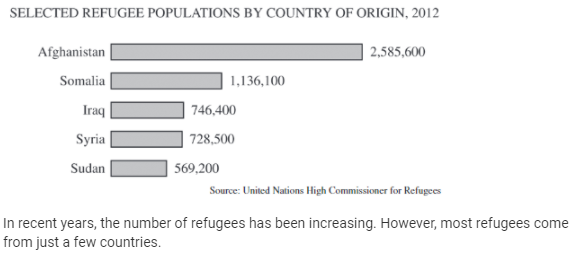 SELECTED REFUGEE POPULATIONS BY COUNTRY OF ORIGIN, 2012
Afghanistan 2,585,600
Somalia 1,136,100
Iraq 746,400
Syria 728,500
Sudan 569,200
Source: United Nations High Commissioner for Refugees
In recent years, the number of refugees has been increasing. However, most refugees come
from just a few countries.